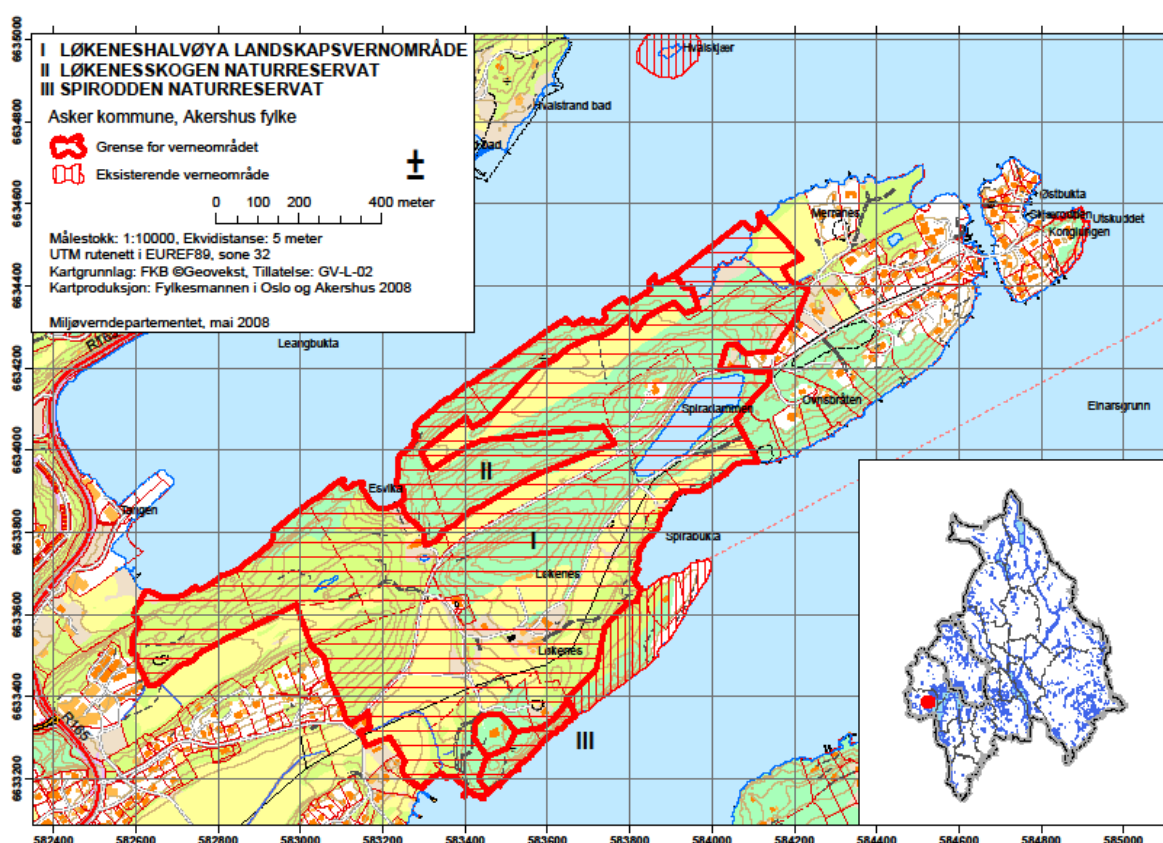 I LØKENESHALVØYA LANDSKAPSVERNOMRÅDE
II LØKENESSKOGEN NATURRESERVAT
III SPIRODDEN NATURRESERVAT
Asker kommune, Akershus fylke
Grense for verneområdet
Eksisterende verneområde
±
0 100 200 400 meter
Målestokk: 1:10000, Ekvidistanse: 5 meter
UTM rutenett i EUREF89, sone 32
Kartgrunnlag: FKB ©Geovekst, Tillatelse: GV-L-02
Kartproduksjon: Fylkesmannen i Oslo og Akershus 2008
Miljøverndepartementet, mai 2008
Hvalskjær
Hvalstrand bad
bad
Østbukta
Skjærodden
Utskuddet
Konglungen
Merranes
Leangbukta
Spiradammen
Ovnsbråten
Einarsgrunn
II
Esvika
Tangen
I
Spirabukta
Løkenes
Løkenes
III
R165
6635000
6634800
6634600
6634400
6634200
6634000
6633800
6633600
6633400
6633200
582400 582600 582800 583000 583200 583400 583600 583800 584000 584200 584400 584600 584800 585000